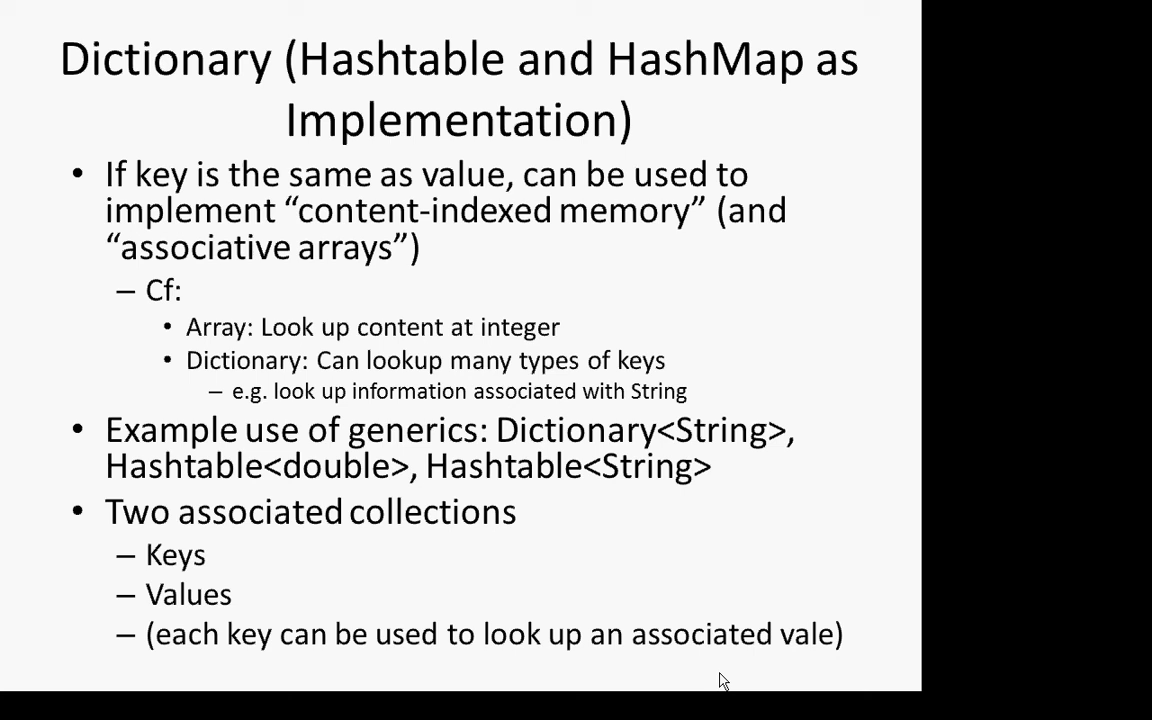 Dictionary (Hashtable and HashMap as
Implementation)
• If key is the same as value, can be used to
implement “content-indexed memory” (and
“associative arrays”)
– Cf:
• Array: Look up content at integer
• Dictionary: Can lookup many types of keys
– e.g. look up information associated with String
• Example use of generics: Dictionary<String>,
Hashtable<double>, Hashtable<String>
• Two associated collections
– Keys
– Values
– (each key can be used to look up an associated vale)